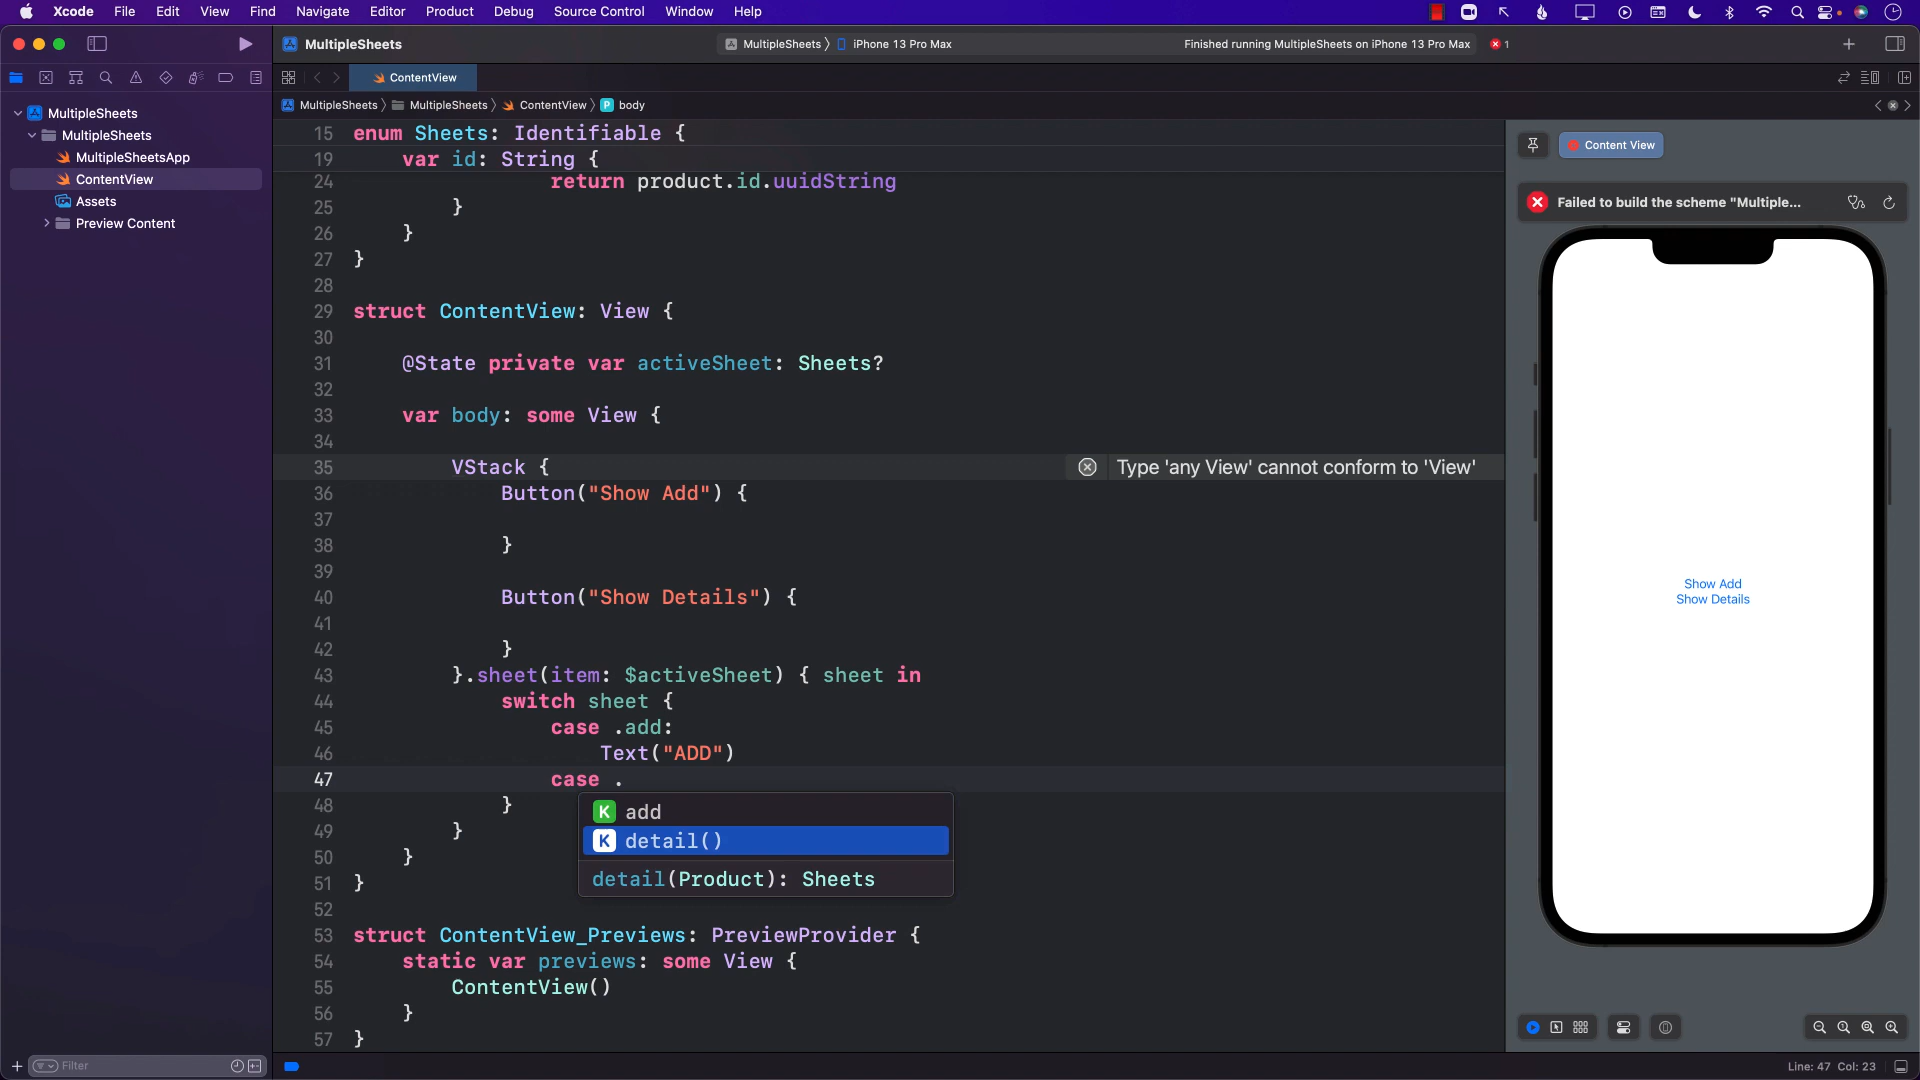 Xcode File Edit View Find Navigate Editor Product Debug Source Control Window Help
MultipleSheets
MultipleSheets iPhone 13 Pro Max
Finished running MultipleSheets on iPhone 13 Pro Max
1
ContentView
MultipleSheets MultipleSheets ContentView P body
MultipleSheets
MultipleSheets
MultipleSheetsApp
ContentView
Assets
Preview Content
15 enum Sheets: Identifiable {
19 var id: String {
24 return product.id.uuidString
25 }
26 }
27 }
28
29 struct ContentView: View {
30
31 @State private var activeSheet: Sheets?
32
33 var body: some View {
34
35 VStack { Type 'any View' cannot conform to 'View'
36 Button("Show Add") {
37
38 }
39
40 Button("Show Details") {
41
42 }
43 }.sheet(item: $activeSheet) { sheet in
44 switch sheet {
45 case .add:
46 Text("ADD")
47 case .
48 }
49 }
50 }
51 }
52
53 struct ContentView_Previews: PreviewProvider {
54 static var previews: some View {
55 ContentView()
56 }
57 }
K add
K detail()
detail(Product): Sheets
Content View
Failed to build the scheme "Multiple...
Show Add
Show Details
Filter
Line: 47 Col: 23